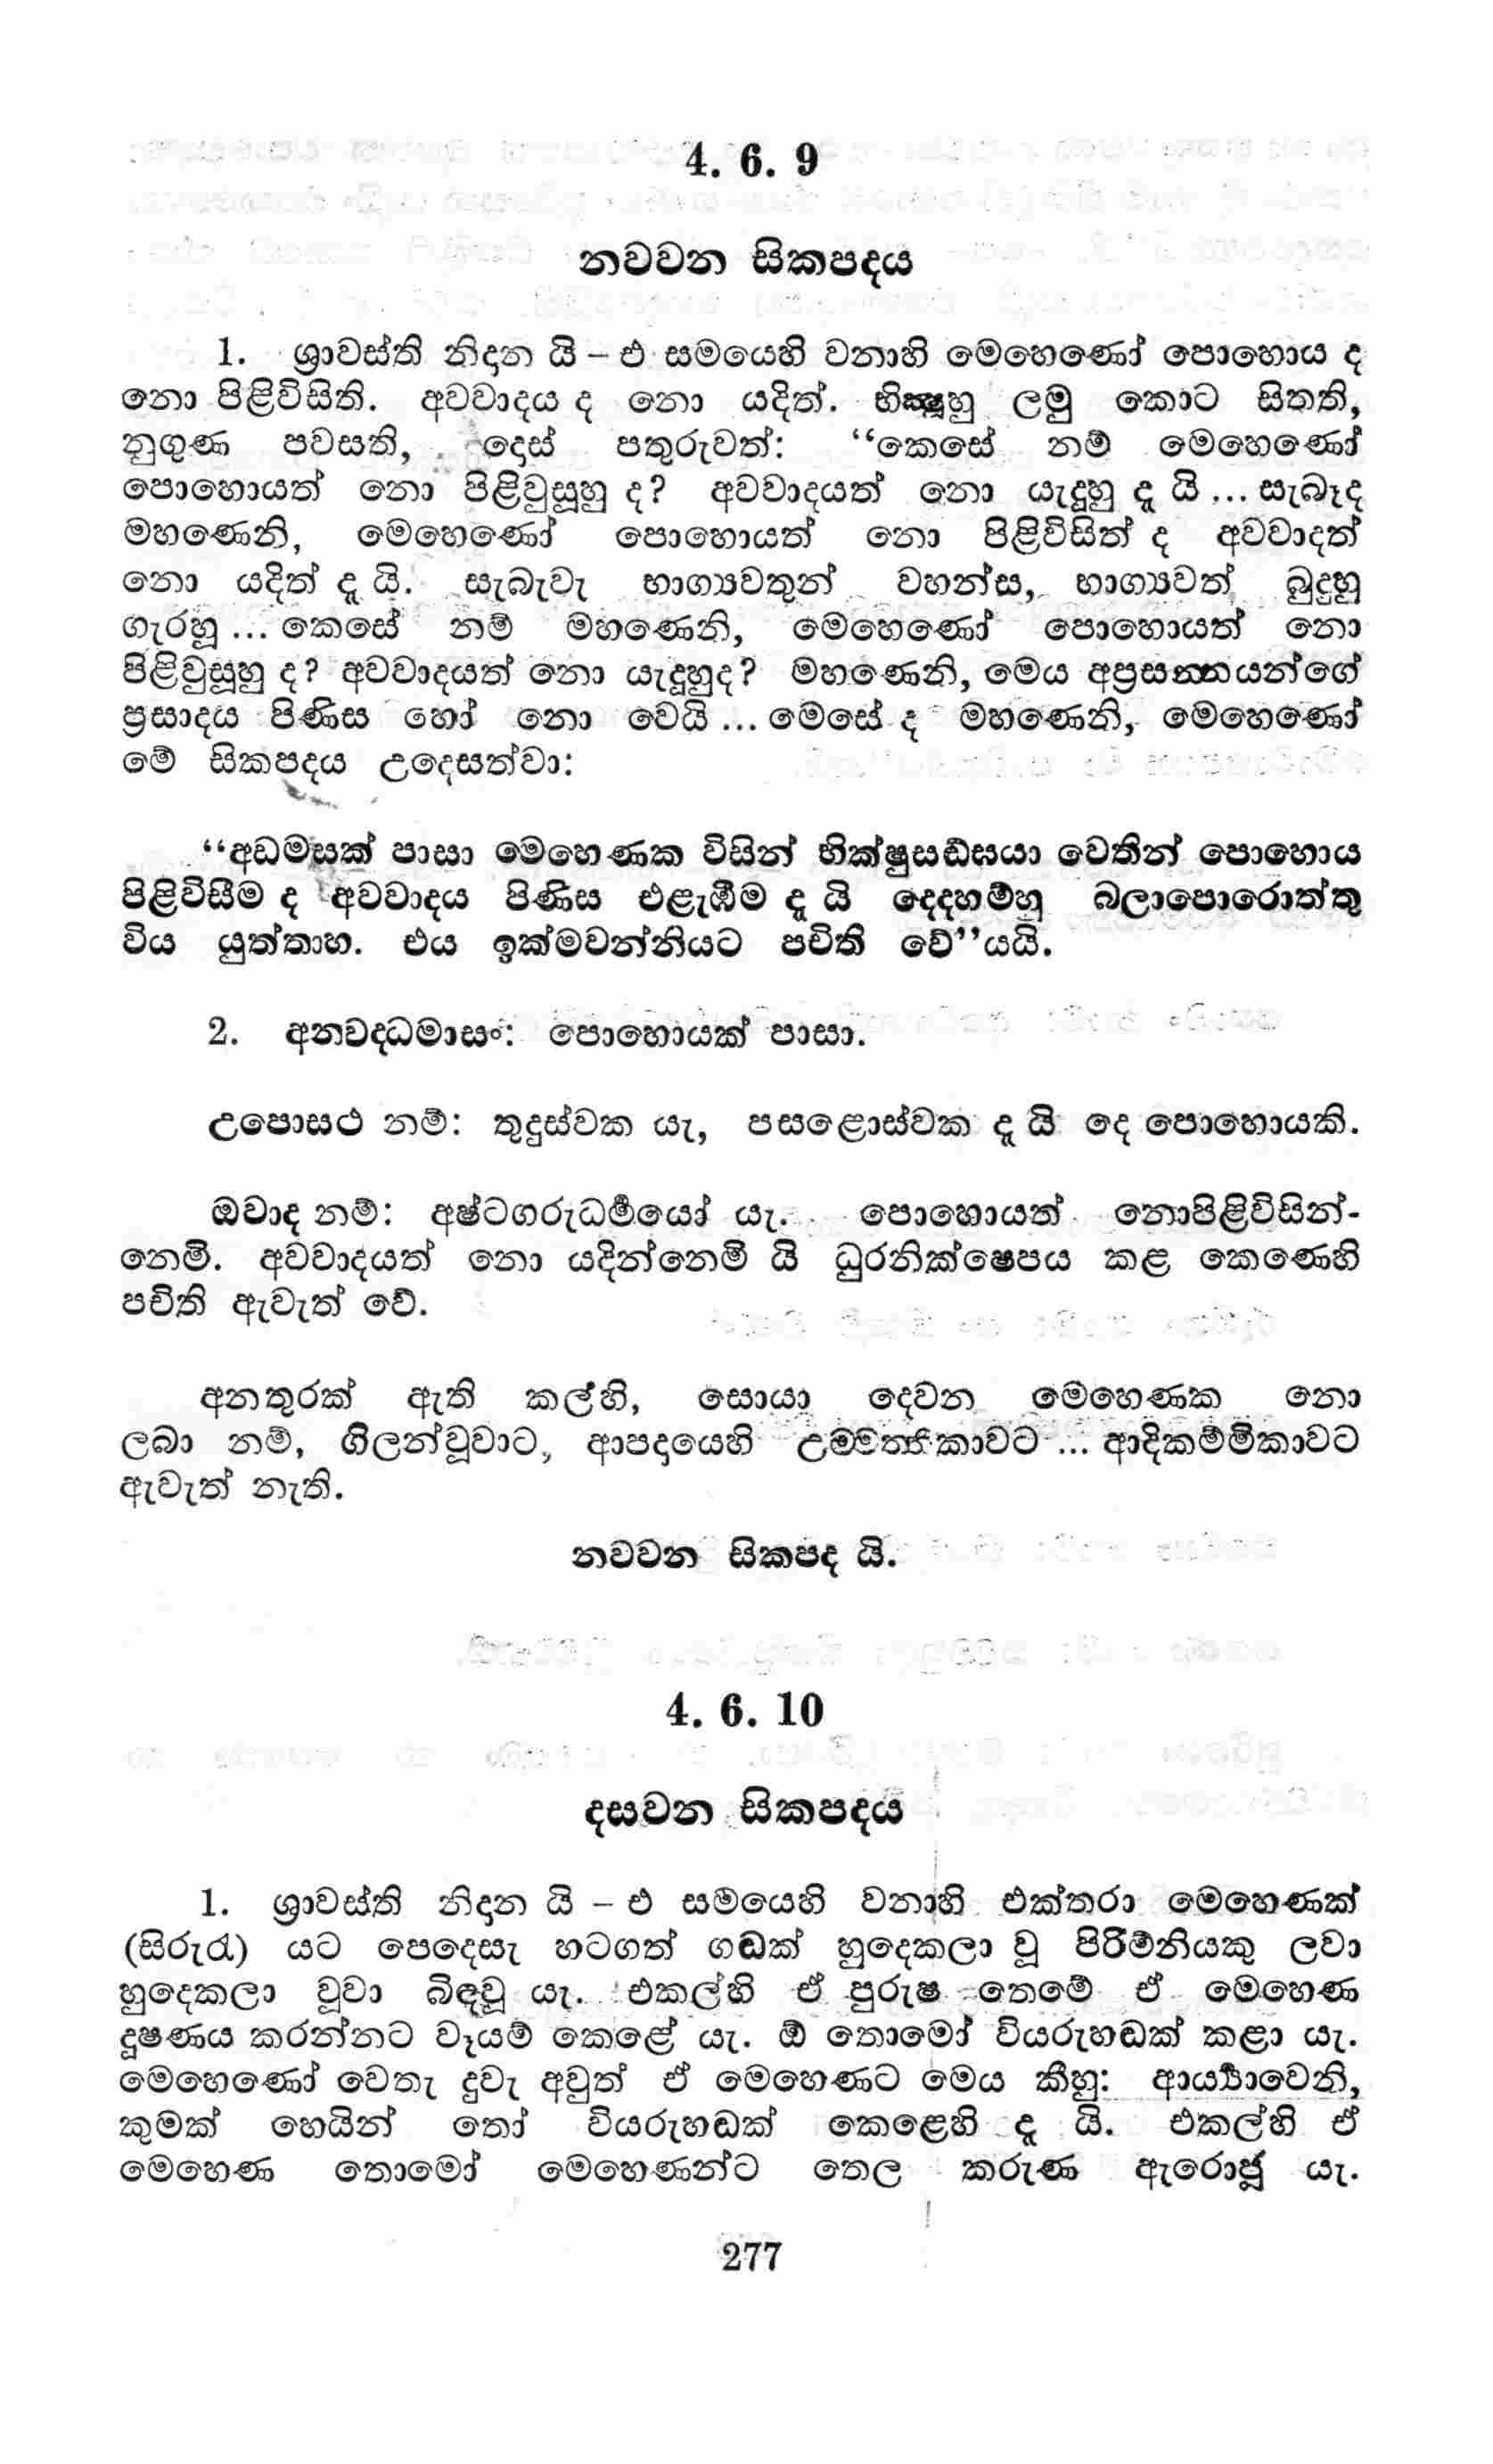 4. 6. 9
නවවන සිකපදය
1. ශ්‍රාවස්ති නිදාන යි – එ සමයෙහි වනාහි මෙහෙණෝ පොහොය ද
නො පිළිවිසිති. අවවාදය ද නො යදිත්. භික්‍ෂූහු ලමු කොට සිතති,
නුගුණ පවසති, දොස් පතුරුවත්: “කෙසේ නම් මෙහෙණෝ
පොහොයත් නො පිළිවුසූහු ද? අවවාදයත් නො යැදූහු දැ යි ... සැබෑද
මහණෙනි, මෙහෙණෝ පොහොයත් නො පිළිවිසිත් ද අවවාදත්
නො යදිත් දැ යි. සැබැවැ භාග්‍යවතුන් වහන්ස, භාග්‍යවත් බුදුහු
ගැරහූ ... කෙසේ නම් මහණෙනි, මෙහෙණෝ පොහොයත් නො
පිළිවුසූහු ද? අවවාදයත් නො යැදූහුද? මහණෙනි, මෙය අප්‍රසන්නයන්ගේ
ප්‍රසාදය පිණිස හෝ නො වෙයි ... මෙසේ ද මහණෙනි, මෙහෙණෝ
මේ සිකපදය උදෙසත්වා:
“අඩමසක් පාසා මෙහෙණක විසින් භික්ෂුසඞ්ඝයා වෙතින් පොහොය
පිළිවිසීම ද අවවාදය පිණිස එළැඹීම දැ යි දෙදහම්හු බලාපොරොත්තු
විය යුත්තාහ. එය ඉක්මවන්නියට පචිති වේ”යයි.
2. අනවද්ධමාසං: පොහොයක් පාසා.
උපොසථ නම්: තුදුස්වක යැ, පසළොස්වක දැ යි දෙ පොහොයකි.
ඔවාද නම්: අෂ්ටගරුධර්‍මයෝ යැ. පොහොයත් නොපිළිවිසින්-
නෙමි. අවවාදයත් නො යදින්නෙමි යි ධුරනික්ෂෙපය කළ කෙණෙහි
පචිති ඇවැත් වේ.
අනතුරක් ඇති කල්හි, සොයා දෙවන මෙහෙණක නො
ලබා නම්, ගිලන්වූවාට, ආපදායෙහි උම්මත්තිකාවට ... ආදිකම්මිකාවට
ඇවැත් නැති.
නවවන සිකපද යි.
4. 6. 10
දසවන සිකපදය
1. ශ්‍රාවස්ති නිදාන යි – එ සමයෙහි වනාහි එක්තරා මෙහෙණක්
(සිරුරැ) යට පෙදෙසැ හටගත් ගඬක් හුදෙකලා වූ පිරිමිනියකු ලවා
හුදෙකලා වූවා බිඳවූ යැ. එකල්හි ඒ පුරුෂ තෙමේ ඒ මෙහෙණ
දූෂණය කරන්නට වෑයම් කෙළේ යැ. ඕ තොමෝ වියරුහඬක් කළා යැ.
මෙහෙණෝ වෙතැ දුවැ අවුත් ඒ මෙහෙණට මෙය කීහු: ආර්‍ය්‍යාවෙනි,
කුමක් හෙයින් තෝ වියරුහඬක් කෙළෙහි දැ යි. එකල්හි ඒ
මෙහෙණ තොමෝ මෙහෙණන්ට තෙල කරුණ ඇරොජූ යැ.
277